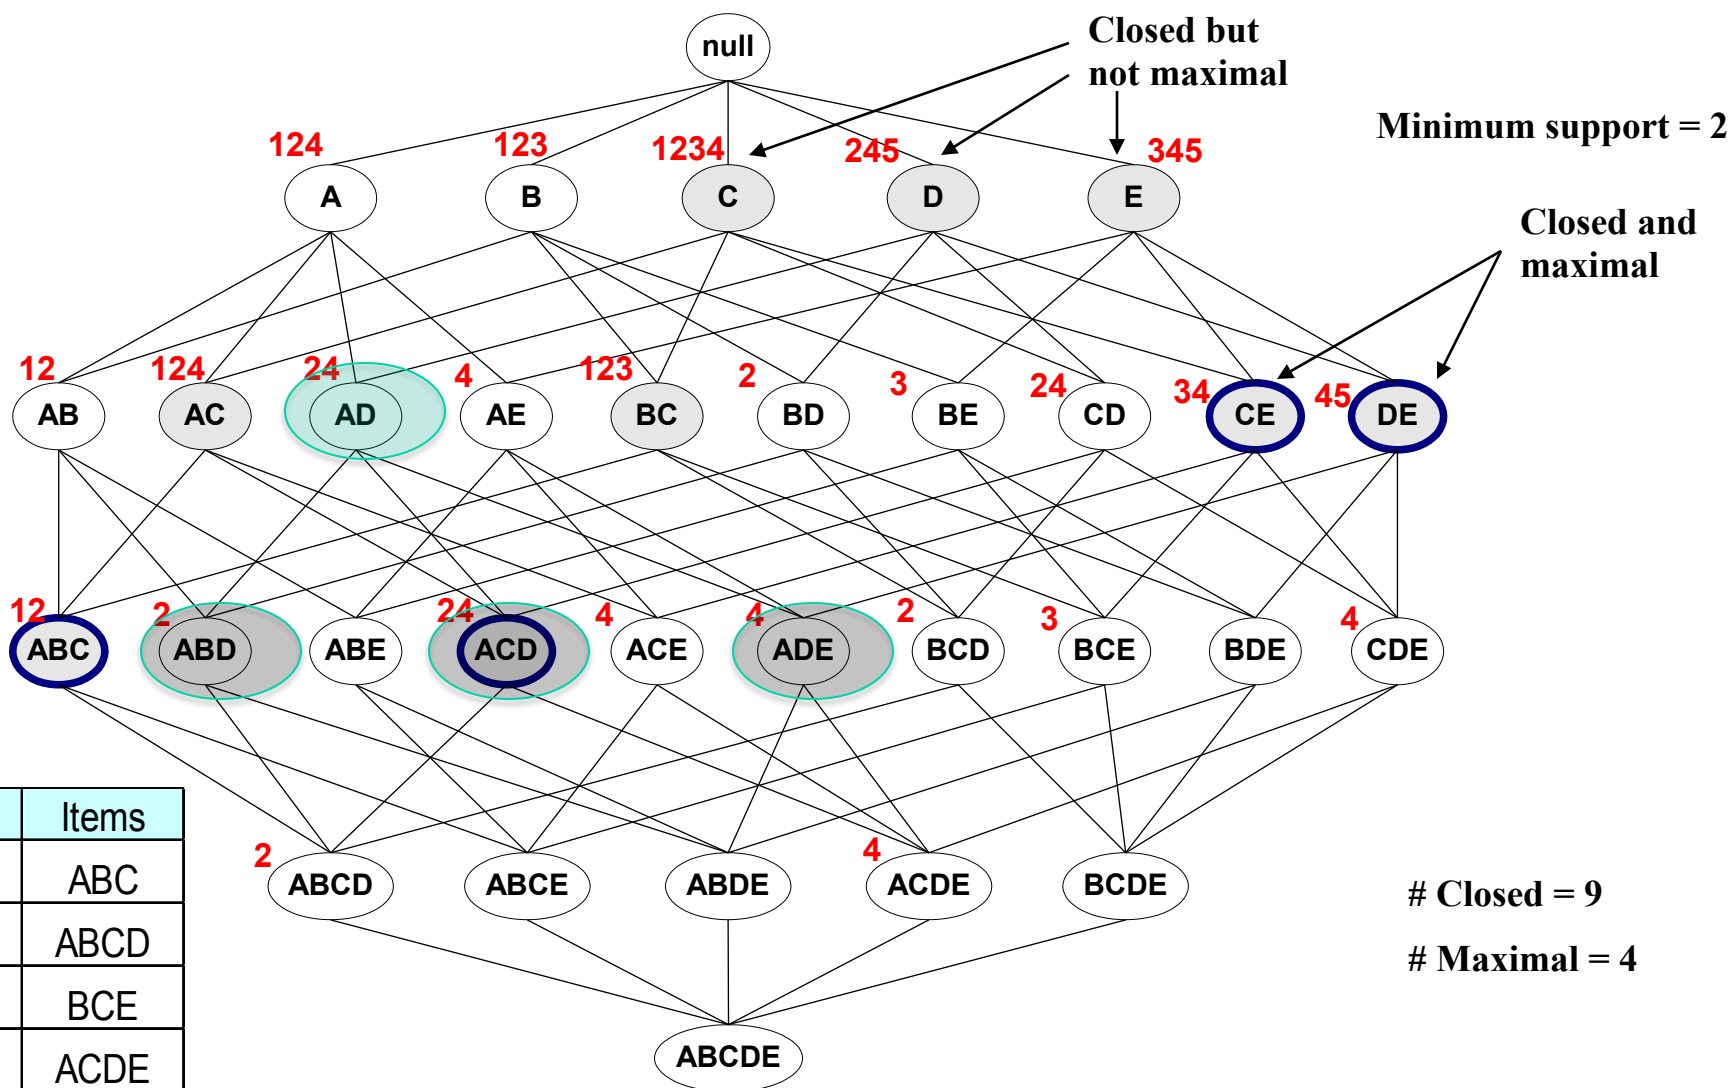 null
Closed but
not maximal
Minimum support = 2
124 123 1234 245 345
A B C D E
Closed and
maximal
12 124 24 4 123 2 3 24 34 45
AB AC AD AE BC BD BE CD CE DE
12 2 24 4 4 2 3 4
ABC ABD ABE ACD ACE ADE BCD BCE BDE CDE
2 4
ABCD ABCE ABDE ACDE BCDE
Items
ABC
ABCD
BCE
ACDE
# Closed = 9
# Maximal = 4
ABCDE